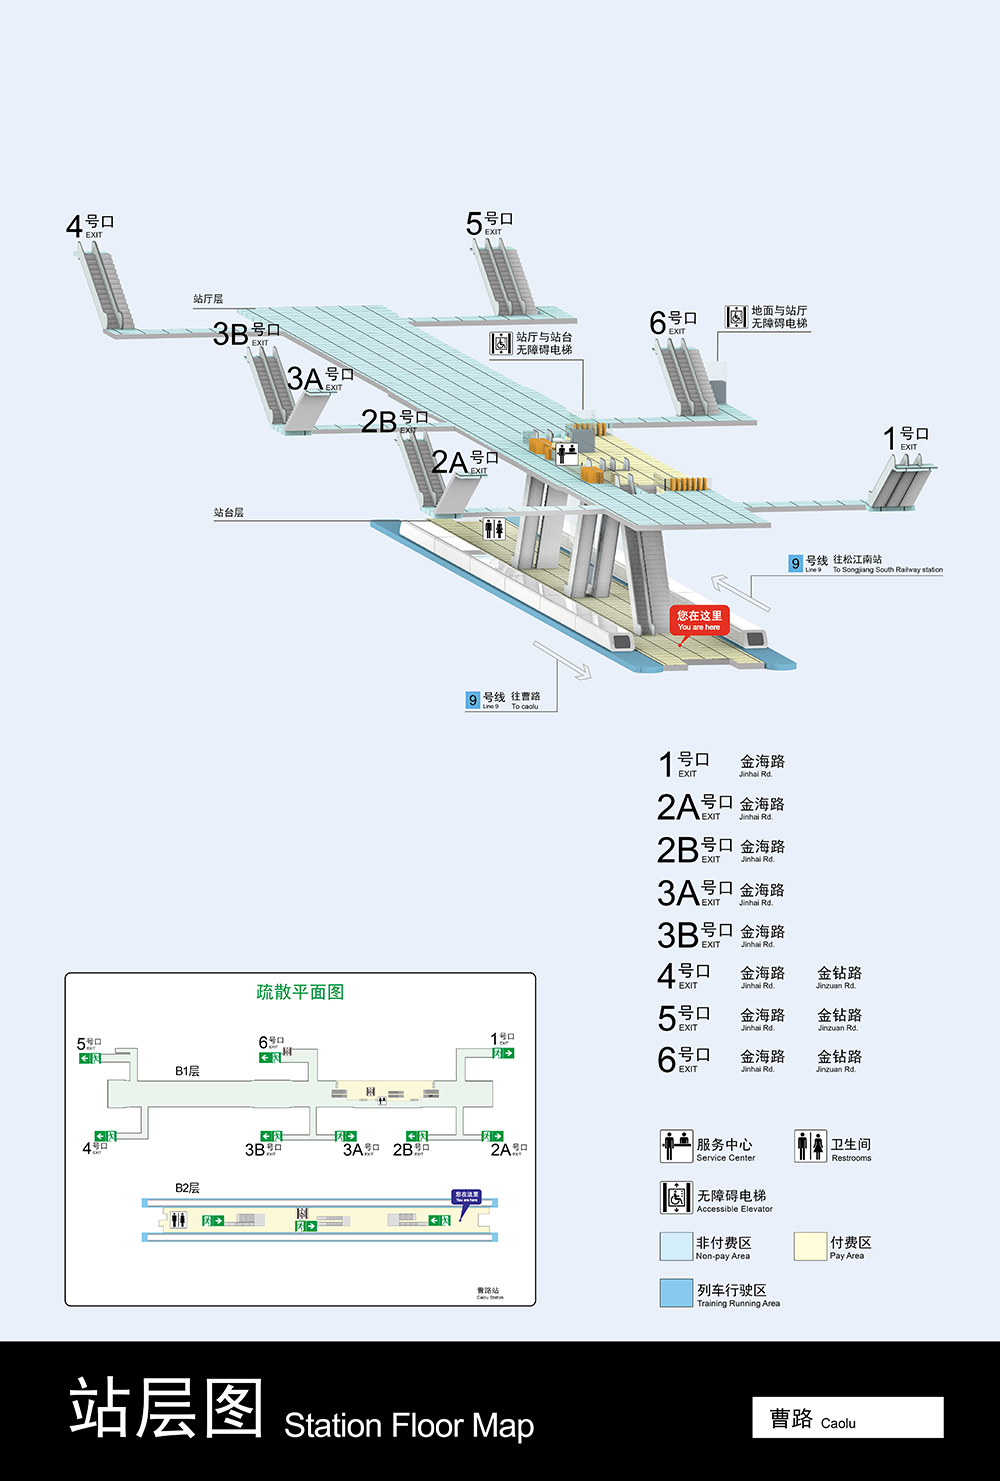 4号口
EXIT
5号口
EXIT
站厅层
3B号口
EXIT
6号口
EXIT
地面与站厅
无障碍电梯
站厅与站台
无障碍电梯
3A号口
EXIT
2B号口
EXIT
1号口
EXIT
2A号口
EXIT
站台层
9 号线 往松江南站
Line 9 To Songjiang South Railway station
您在这里
You are here
9 号线 往曹路
Line 9 To caolu
1号口 金海路
EXIT Jinhai Rd.
2A号口 金海路
EXIT Jinhai Rd.
2B号口 金海路
EXIT Jinhai Rd.
3A号口 金海路
EXIT Jinhai Rd.
3B号口 金海路
EXIT Jinhai Rd.
4号口 金海路 金钻路
EXIT Jinhai Rd. Jinzuan Rd.
5号口 金海路 金钻路
EXIT Jinhai Rd. Jinzuan Rd.
6号口 金海路 金钻路
EXIT Jinhai Rd. Jinzuan Rd.
疏散平面图
5号口
EXIT
6号口
EXIT
1号口
EXIT
B1层
4号口
EXIT
3B号口
EXIT
3A号口
EXIT
2B号口
EXIT
2A号口
EXIT
B2层
您在这里
You are here
曹路站
Caolu Station
服务中心
Service Center
卫生间
Restrooms
无障碍电梯
Accessible Elevator
非付费区
Non-pay Area
付费区
Pay Area
列车行驶区
Training Running Area
站层图 Station Floor Map
曹路 Caolu